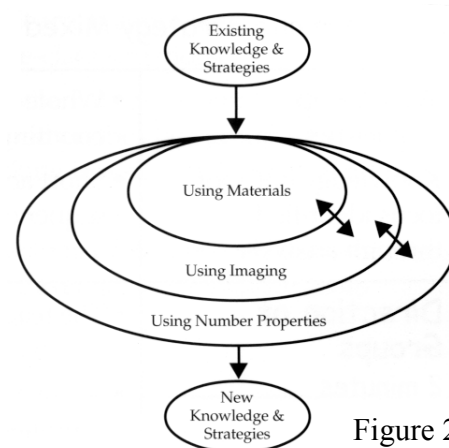 Existing
Knowledge &
Strategies
Using Materials
Using Imaging
Using Number Properties
New
Knowledge &
Strategies
Figure 2